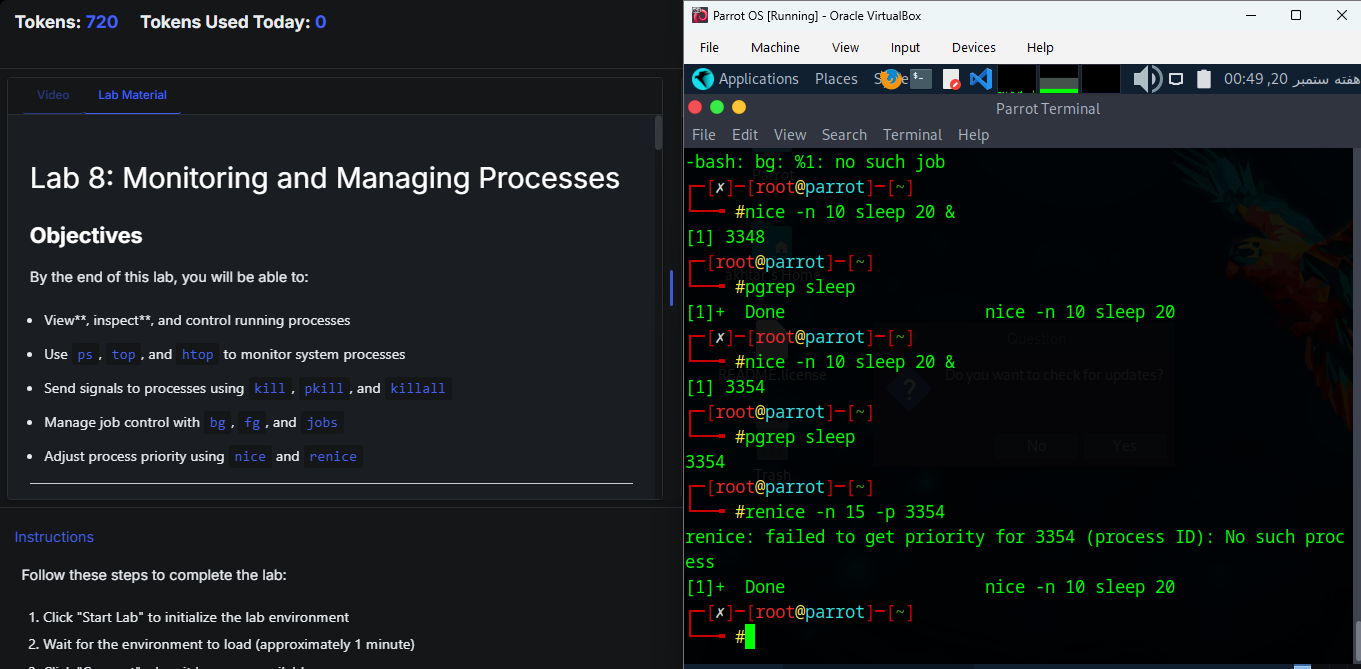 Tokens: 720 Tokens Used Today: 0
Video Lab Material
Lab 8: Monitoring and Managing Processes
Objectives
By the end of this lab, you will be able to:
• View**, inspect**, and control running processes
• Use ps , top , and htop to monitor system processes
• Send signals to processes using kill , pkill , and killall
• Manage job control with bg , fg , and jobs
• Adjust process priority using nice and renice
Instructions
Follow these steps to complete the lab:
1. Click "Start Lab" to initialize the lab environment
2. Wait for the environment to load (approximately 1 minute)
Parrot OS [Running] - Oracle VirtualBox
File Machine View Input Devices Help
Applications Places 00:49 ,20 هفته ستمبر
Parrot Terminal
File Edit View Search Terminal Help
-bash: bg: %1: no such job
┌─[✗]─[root@parrot]─[~]
└──╼ #nice -n 10 sleep 20 &
[1] 3348
┌─[root@parrot]─[~]
└──╼ #pgrep sleep
[1]+  Done                    nice -n 10 sleep 20
┌─[✗]─[root@parrot]─[~]
└──╼ #nice -n 10 sleep 20 &
[1] 3354
┌─[root@parrot]─[~]
└──╼ #pgrep sleep
3354
┌─[root@parrot]─[~]
└──╼ #renice -n 15 -p 3354
renice: failed to get priority for 3354 (process ID): No such proc
ess
[1]+  Done                    nice -n 10 sleep 20
┌─[✗]─[root@parrot]─[~]
└──╼ #
Parrot
README.license
Trash
Question
Do you want to check for updates?
No Yes